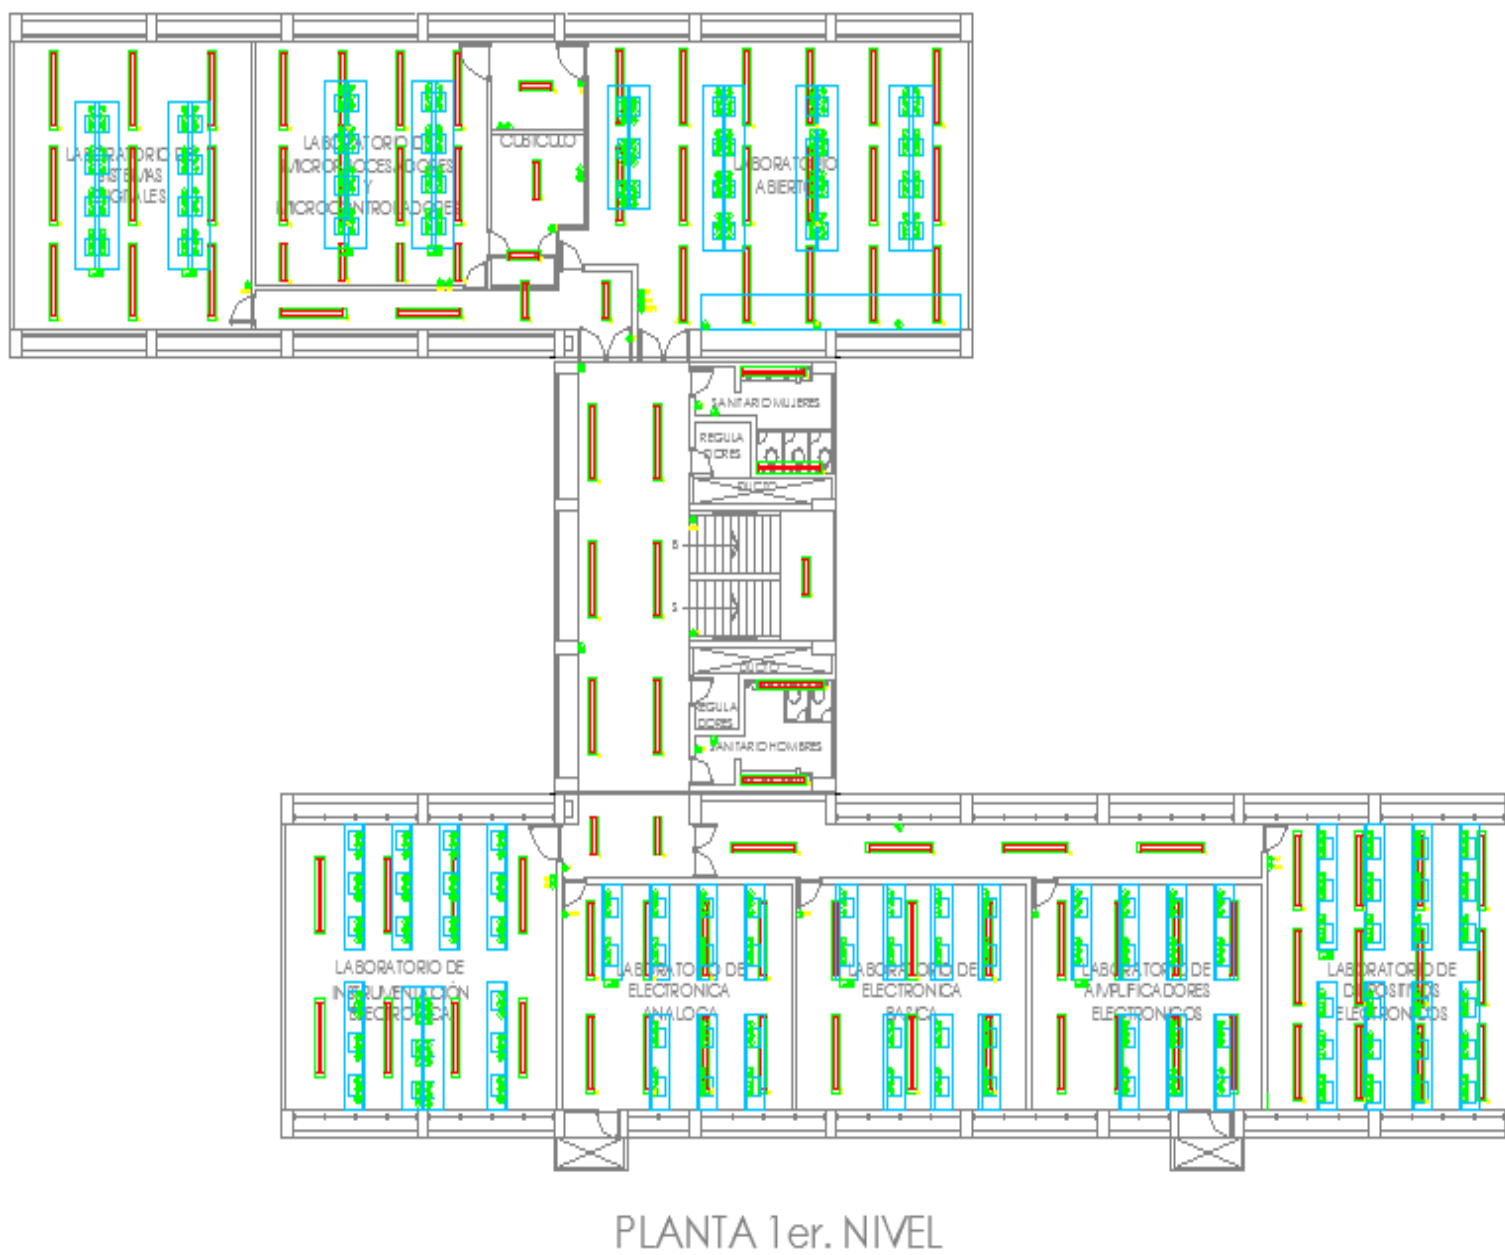 LABORATORIO DE
SISTEMAS
DIGITALES
LABORATORIO DE
MICROPROCESADORES
Y
MICROCONTROLADORES
CUBICULO
LABORATORIO
ABIERTO
SANITARIO MUJERES
REGULA
DORES
DUCTO
B
S
DUCTO
REGULA
DORES
SANITARIO HOMBRES
LABORATORIO DE
INSTRUMENTACIÓN
ELECTRONICA
LABORATORIO DE
ELECTRONICA
ANALOGA
LABORATORIO DE
ELECTRONICA
BASICA
LABORATORIO DE
AMPLIFICADORES
ELECTRONICOS
LABORATORIO DE
DISPOSITIVOS
ELECTRONICOS
PLANTA 1er. NIVEL